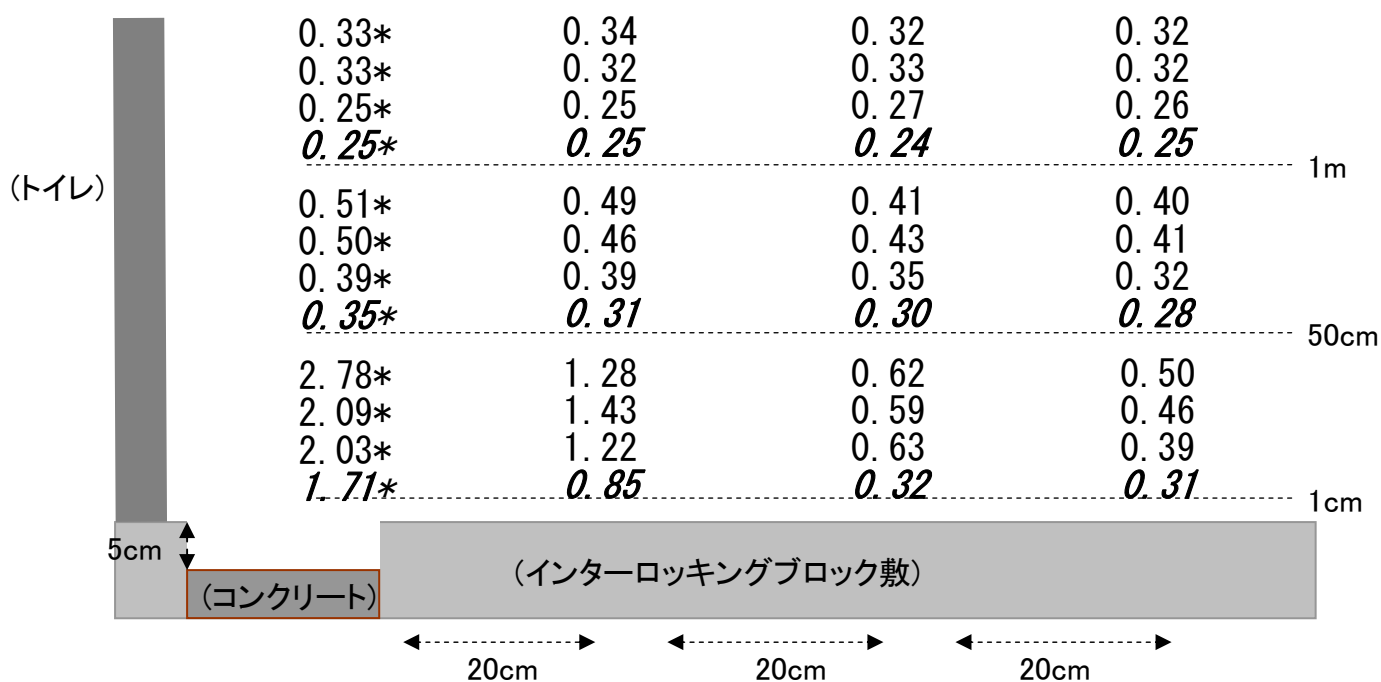 0.33* 0.34 0.32 0.32
0.33* 0.32 0.33 0.32
0.25* 0.25 0.27 0.26
0.25* 0.25 0.24 0.25
1m
(トイレ)
0.51* 0.49 0.41 0.40
0.50* 0.46 0.43 0.41
0.39* 0.39 0.35 0.32
0.35* 0.31 0.30 0.28
50cm
2.78* 1.28 0.62 0.50
2.09* 1.43 0.59 0.46
2.03* 1.22 0.63 0.39
1.71* 0.85 0.32 0.31
1cm
5cm
(インターロッキングブロック敷)
(コンクリート)
20cm 20cm 20cm